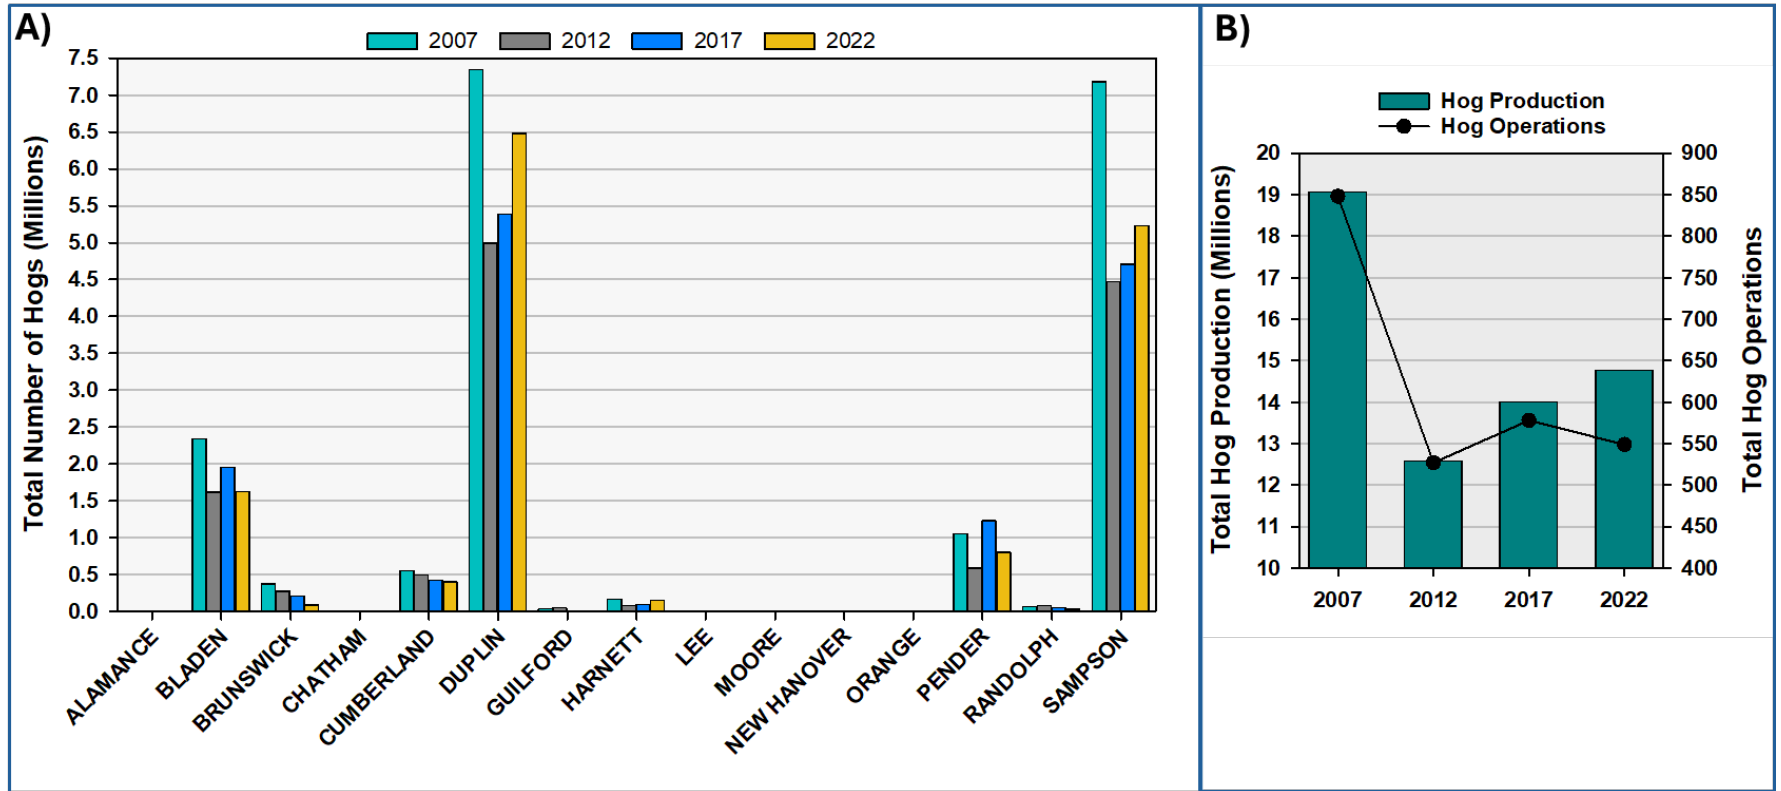 A)
2007 2012 2017 2022
Total Number of Hogs (Millions)
7.5
7.0
6.5
6.0
5.5
5.0
4.5
4.0
3.5
3.0
2.5
2.0
1.5
1.0
0.5
0.0
ALAMANCE
BLADEN
BRUNSWICK
CHATHAM
CUMBERLAND
DUPLIN
GUILFORD
HARNETT
LEE
MOORE
NEW HANOVER
ORANGE
PENDER
RANDOLPH
SAMPSON
B)
Hog Production
Hog Operations
Total Hog Production (Millions)
20
19
18
17
16
15
14
13
12
11
10
900
850
800
750
700
650
600
550
500
450
400
Total Hog Operations
2007 2012 2017 2022